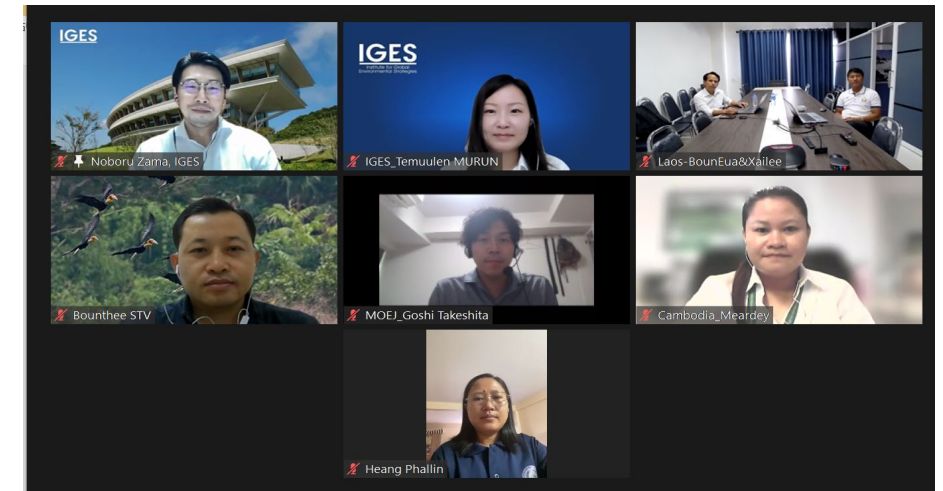 IGES
Noboru Zama, IGES
IGES
Institute for Global
Environmental Strategies
IGES_Temuulen MURUN
Laos-BounEua&Xailee
Bounthee STV
MOEJ_Goshi Takeshita
Cambodia_Meardey
Heang Phallin